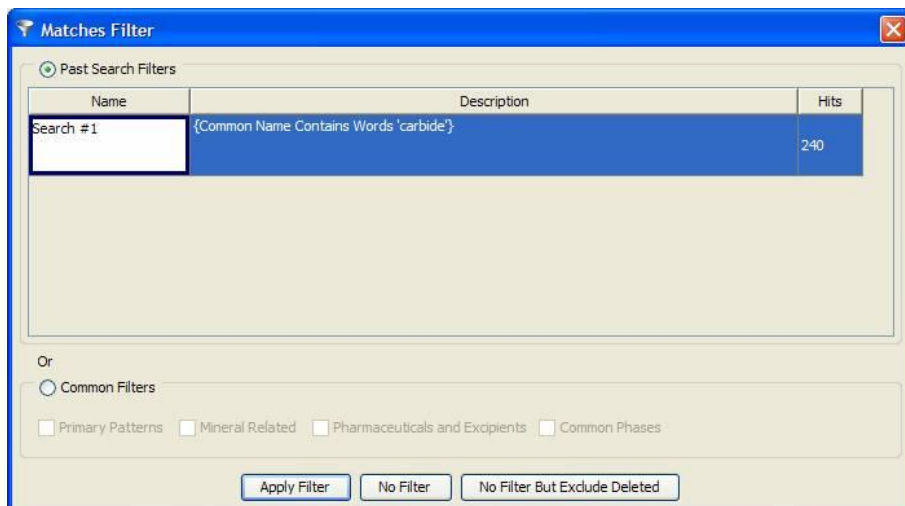 Matches Filter
Past Search Filters
Name Description Hits
Search #1 {Common Name Contains Words 'carbide'} 240
Or
Common Filters
Primary Patterns Mineral Related Pharmaceuticals and Excipients Common Phases
Apply Filter No Filter No Filter But Exclude Deleted